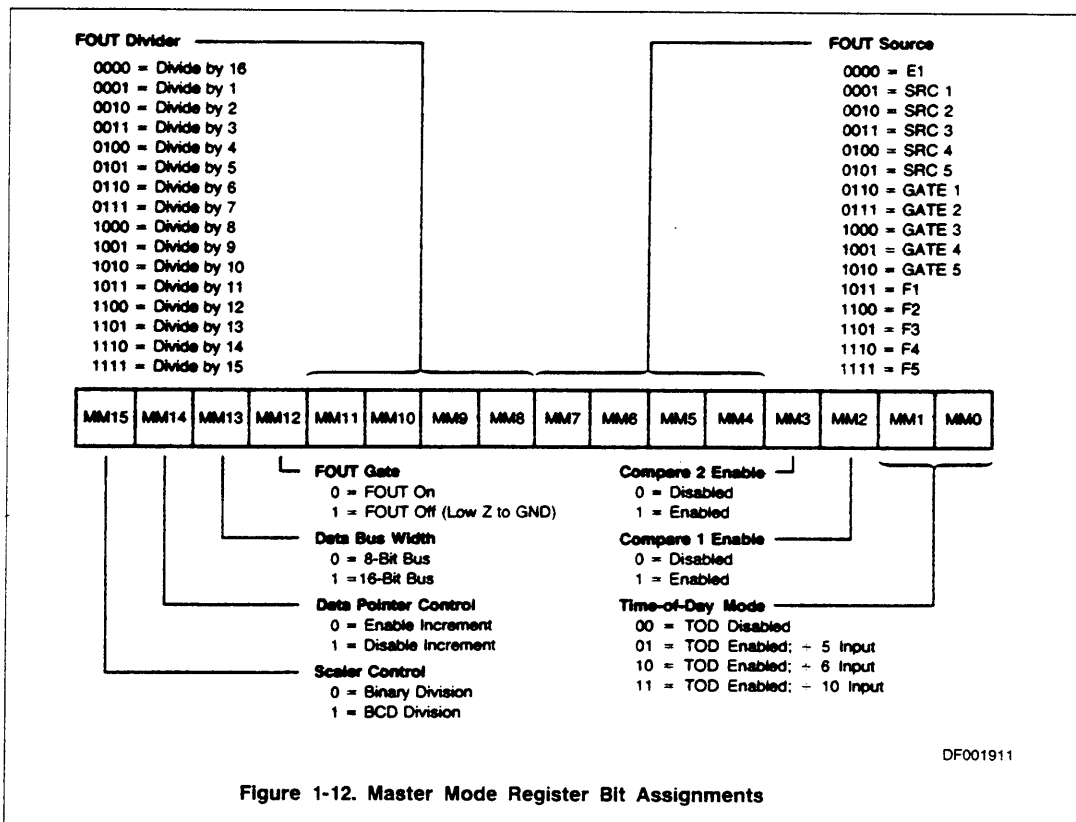 FOUT Divider
0000 = Divide by 16
0001 = Divide by 1
0010 = Divide by 2
0011 = Divide by 3
0100 = Divide by 4
0101 = Divide by 5
0110 = Divide by 6
0111 = Divide by 7
1000 = Divide by 8
1001 = Divide by 9
1010 = Divide by 10
1011 = Divide by 11
1100 = Divide by 12
1101 = Divide by 13
1110 = Divide by 14
1111 = Divide by 15
FOUT Source
0000 = E1
0001 = SRC 1
0010 = SRC 2
0011 = SRC 3
0100 = SRC 4
0101 = SRC 5
0110 = GATE 1
0111 = GATE 2
1000 = GATE 3
1001 = GATE 4
1010 = GATE 5
1011 = F1
1100 = F2
1101 = F3
1110 = F4
1111 = F5
MM15 MM14 MM13 MM12 MM11 MM10 MM9 MM8 MM7 MM6 MM5 MM4 MM3 MM2 MM1 MM0
FOUT Gate
0 = FOUT On
1 = FOUT Off (Low Z to GND)
Data Bus Width
0 = 8-Bit Bus
1 =16-Bit Bus
Data Pointer Control
0 = Enable Increment
1 = Disable Increment
Scaler Control
0 = Binary Division
1 = BCD Division
Compare 2 Enable
0 = Disabled
1 = Enabled
Compare 1 Enable
0 = Disabled
1 = Enabled
Time-of-Day Mode
00 = TOD Disabled
01 = TOD Enabled; ÷ 5 Input
10 = TOD Enabled; ÷ 6 Input
11 = TOD Enabled; ÷ 10 Input
DF001911
Figure 1-12. Master Mode Register Bit Assignments